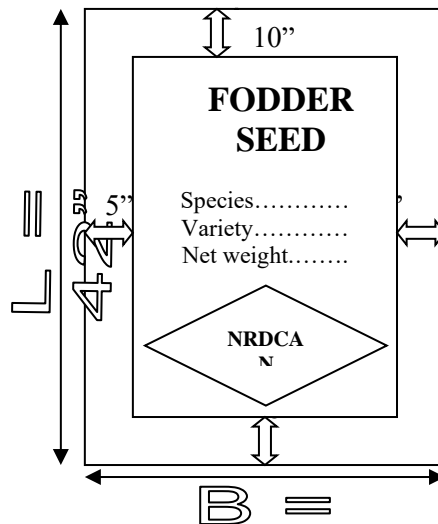 10”
FODDER
SEED
5”
Species…………
Variety…………
Net weight…….
NRDCA
N
L =
B =